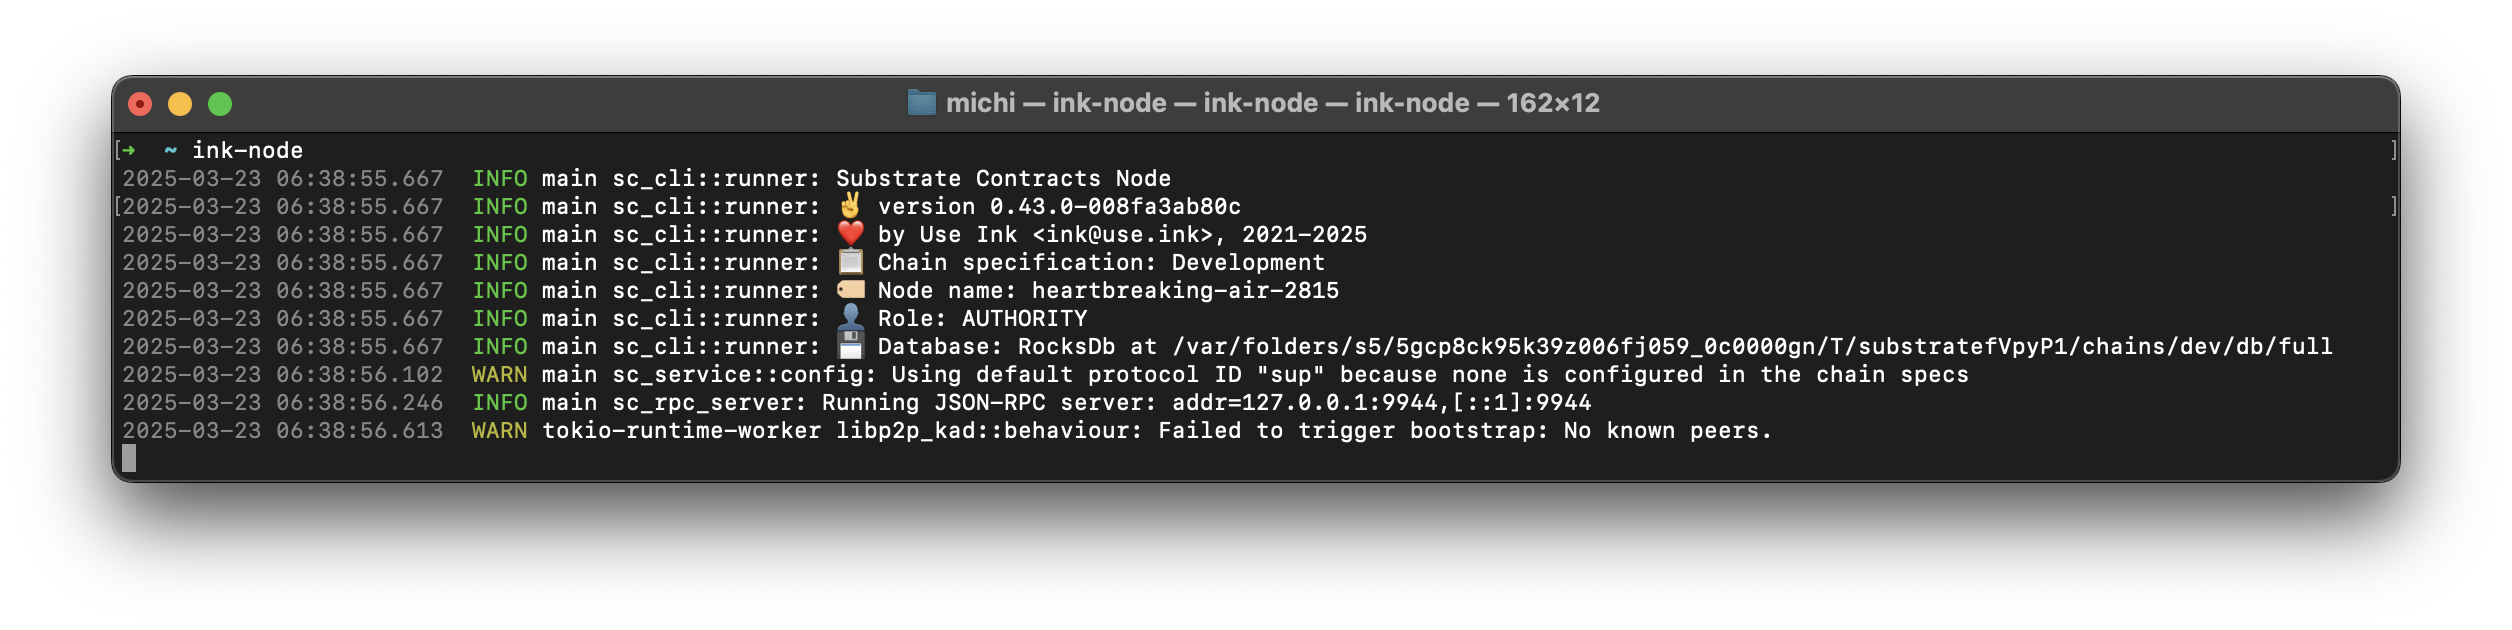 michi — ink-node — ink-node — ink-node — 162×12
[➜  ~ ink-node ]
2025-03-23 06:38:55.667  INFO main sc_cli::runner: Substrate Contracts Node
[2025-03-23 06:38:55.667  INFO main sc_cli::runner: ✌️ version 0.43.0-008fa3ab80c ]
2025-03-23 06:38:55.667  INFO main sc_cli::runner: ❤️ by Use Ink <ink@use.ink>, 2021-2025
2025-03-23 06:38:55.667  INFO main sc_cli::runner: 📋 Chain specification: Development
2025-03-23 06:38:55.667  INFO main sc_cli::runner: 🏷 Node name: heartbreaking-air-2815
2025-03-23 06:38:55.667  INFO main sc_cli::runner: 👤 Role: AUTHORITY
2025-03-23 06:38:55.667  INFO main sc_cli::runner: 💾 Database: RocksDb at /var/folders/s5/5gcp8ck95k39z006fj059_0c0000gn/T/substratefVpyP1/chains/dev/db/full
2025-03-23 06:38:56.102  WARN main sc_service::config: Using default protocol ID "sup" because none is configured in the chain specs
2025-03-23 06:38:56.246  INFO main sc_rpc_server: Running JSON-RPC server: addr=127.0.0.1:9944,[::1]:9944
2025-03-23 06:38:56.613  WARN tokio-runtime-worker libp2p_kad::behaviour: Failed to trigger bootstrap: No known peers.